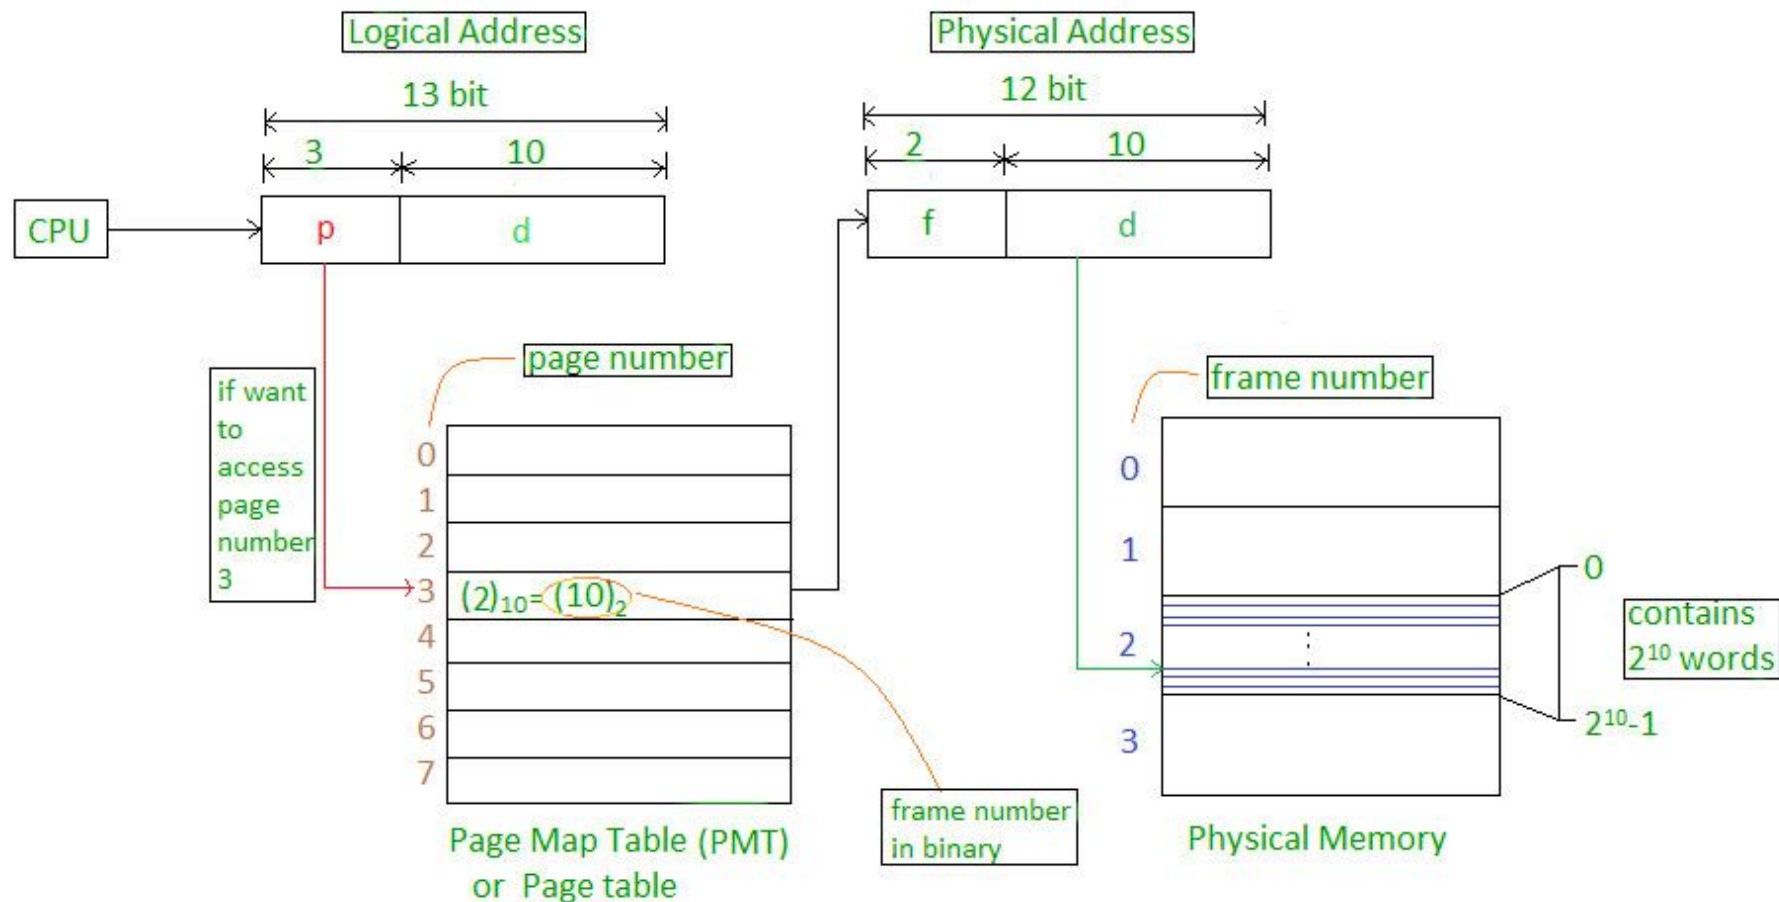 Logical Address
Physical Address
13 bit
12 bit
3
10
2
10
CPU
p
d
f
d
page number
frame number
if want
to
access
page
number
3
0
1
2
3
4
5
6
7
(2)₁₀=(10)₂
0
1
2
3
0
contains
2¹⁰ words
2¹⁰-1
frame number
in binary
Page Map Table (PMT)
or Page table
Physical Memory